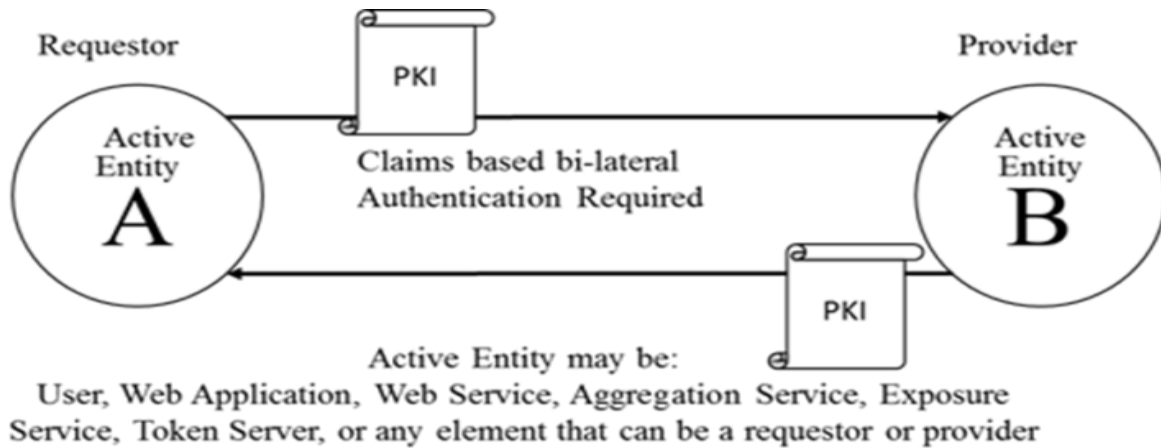 Requestor
Provider
PKI
Active
Entity
A
Active
Entity
B
Claims based bi-lateral
Authentication Required
PKI
Active Entity may be:
User, Web Application, Web Service, Aggregation Service, Exposure
Service, Token Server, or any element that can be a requestor or provider